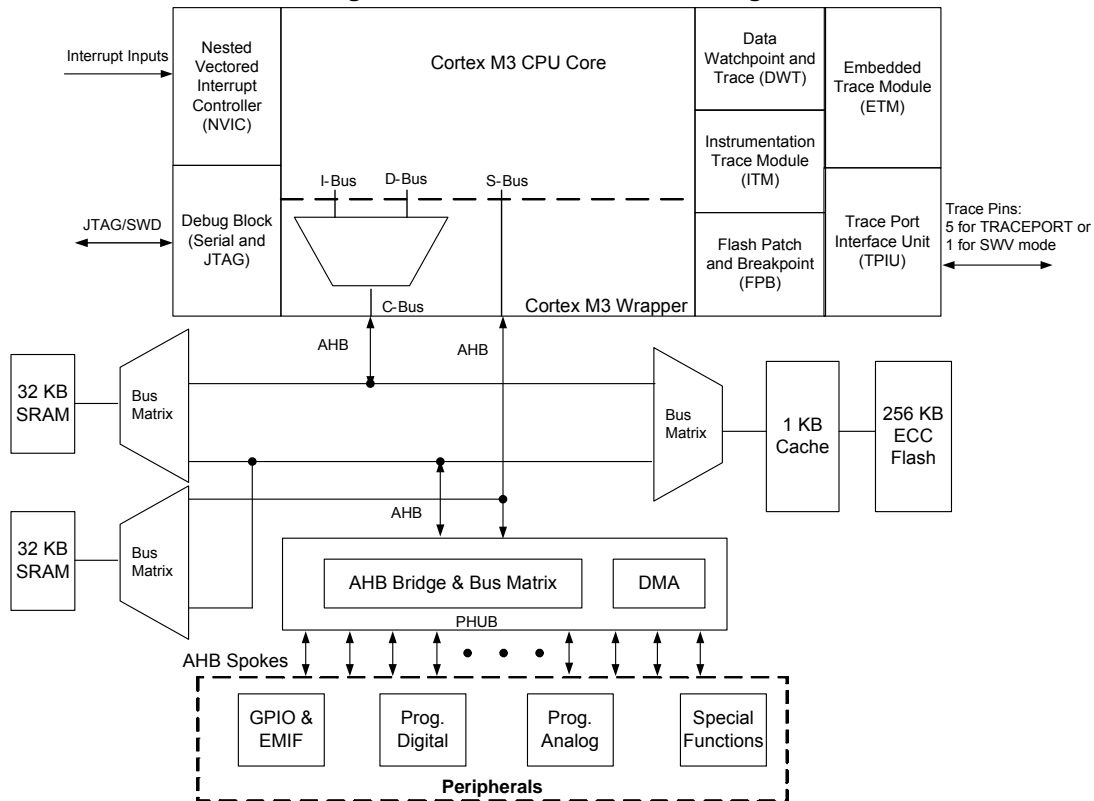 Interrupt Inputs
Nested
Vectored
Interrupt
Controller
(NVIC)
Cortex M3 CPU Core
Data
Watchpoint and
Trace (DWT)
Embedded
Trace Module
(ETM)
Instrumentation
Trace Module
(ITM)
I-Bus
D-Bus
S-Bus
JTAG/SWD
Debug Block
(Serial and
JTAG)
Flash Patch
and Breakpoint
(FPB)
Trace Port
Interface Unit
(TPIU)
Trace Pins:
5 for TRACEPORT or
1 for SWV mode
C-Bus
Cortex M3 Wrapper
AHB
AHB
32 KB
SRAM
Bus
Matrix
Bus
Matrix
1 KB
Cache
256 KB
ECC
Flash
AHB
32 KB
SRAM
Bus
Matrix
AHB Bridge & Bus Matrix
DMA
PHUB
AHB Spokes
GPIO &
EMIF
Prog.
Digital
Prog.
Analog
Special
Functions
Peripherals